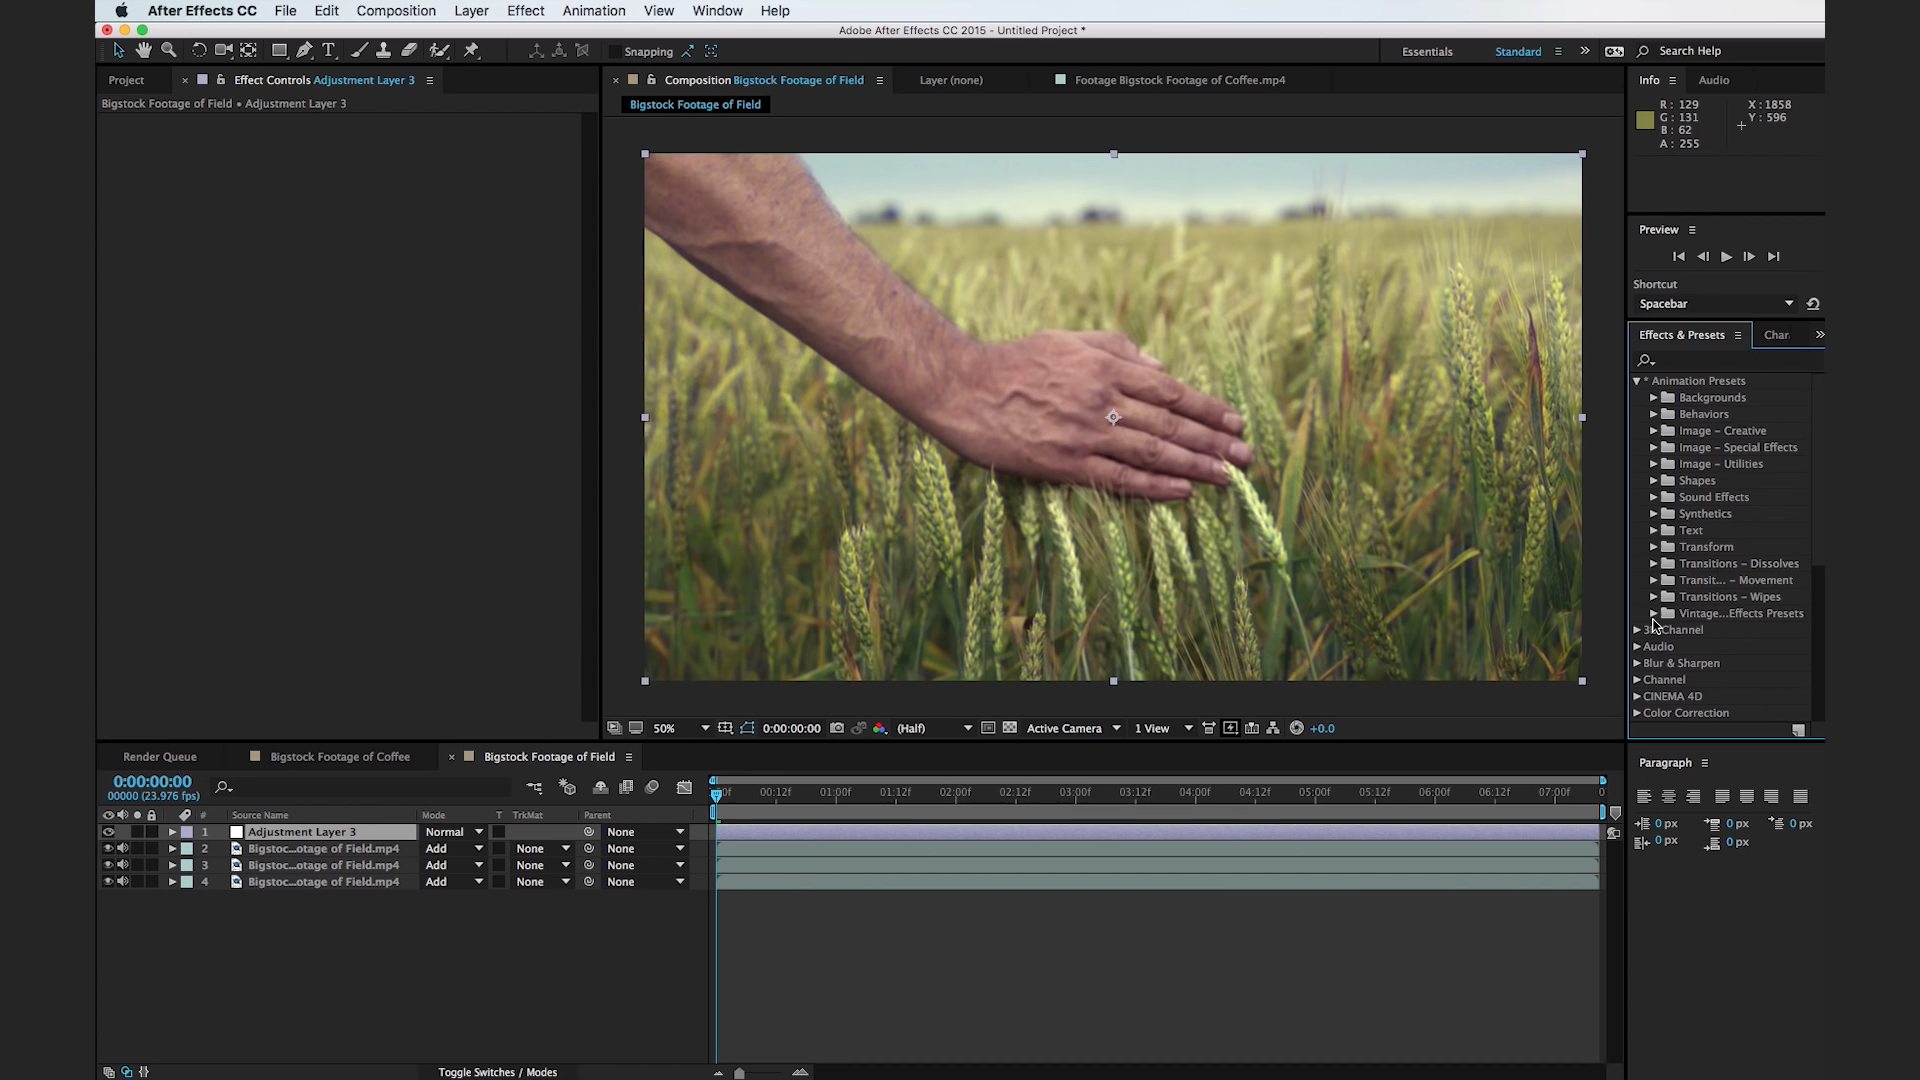 After Effects CC File Edit Composition Layer Effect Animation View Window Help
Adobe After Effects CC 2015 - Untitled Project *
Snapping Essentials Standard Search Help
Project × Effect Controls Adjustment Layer 3
Bigstock Footage of Field • Adjustment Layer 3
× Composition Bigstock Footage of Field Layer (none) Footage Bigstock Footage of Coffee.mp4
Bigstock Footage of Field
Info Audio
R: 129 X: 1858
G: 131 Y: 596
B: 62
A: 255
Preview
Shortcut
Spacebar
Effects & Presets Char
* Animation Presets
Backgrounds
Behaviors
Image – Creative
Image – Special Effects
Image – Utilities
Shapes
Sound Effects
Synthetics
Text
Transform
Transitions – Dissolves
Transit... – Movement
Transitions – Wipes
Vintage...Effects Presets
Channel
Audio
Blur & Sharpen
Channel
CINEMA 4D
Color Correction
50% 0:00:00:00 (Half) Active Camera 1 View +0.0
Render Queue Bigstock Footage of Coffee × Bigstock Footage of Field
0:00:00:00
00000 (23.976 fps)
00f 00:12f 01:00f 01:12f 02:00f 02:12f 03:00f 03:12f 04:00f 04:12f 05:00f 05:12f 06:00f 06:12f 07:00f 0
# Source Name Mode T TrkMat Parent
1 Adjustment Layer 3 Normal None
2 Bigstoc...otage of Field.mp4 Add None None
3 Bigstoc...otage of Field.mp4 Add None None
4 Bigstoc...otage of Field.mp4 Add None None
Paragraph
0 px 0 px 0 px
0 px 0 px
Toggle Switches / Modes